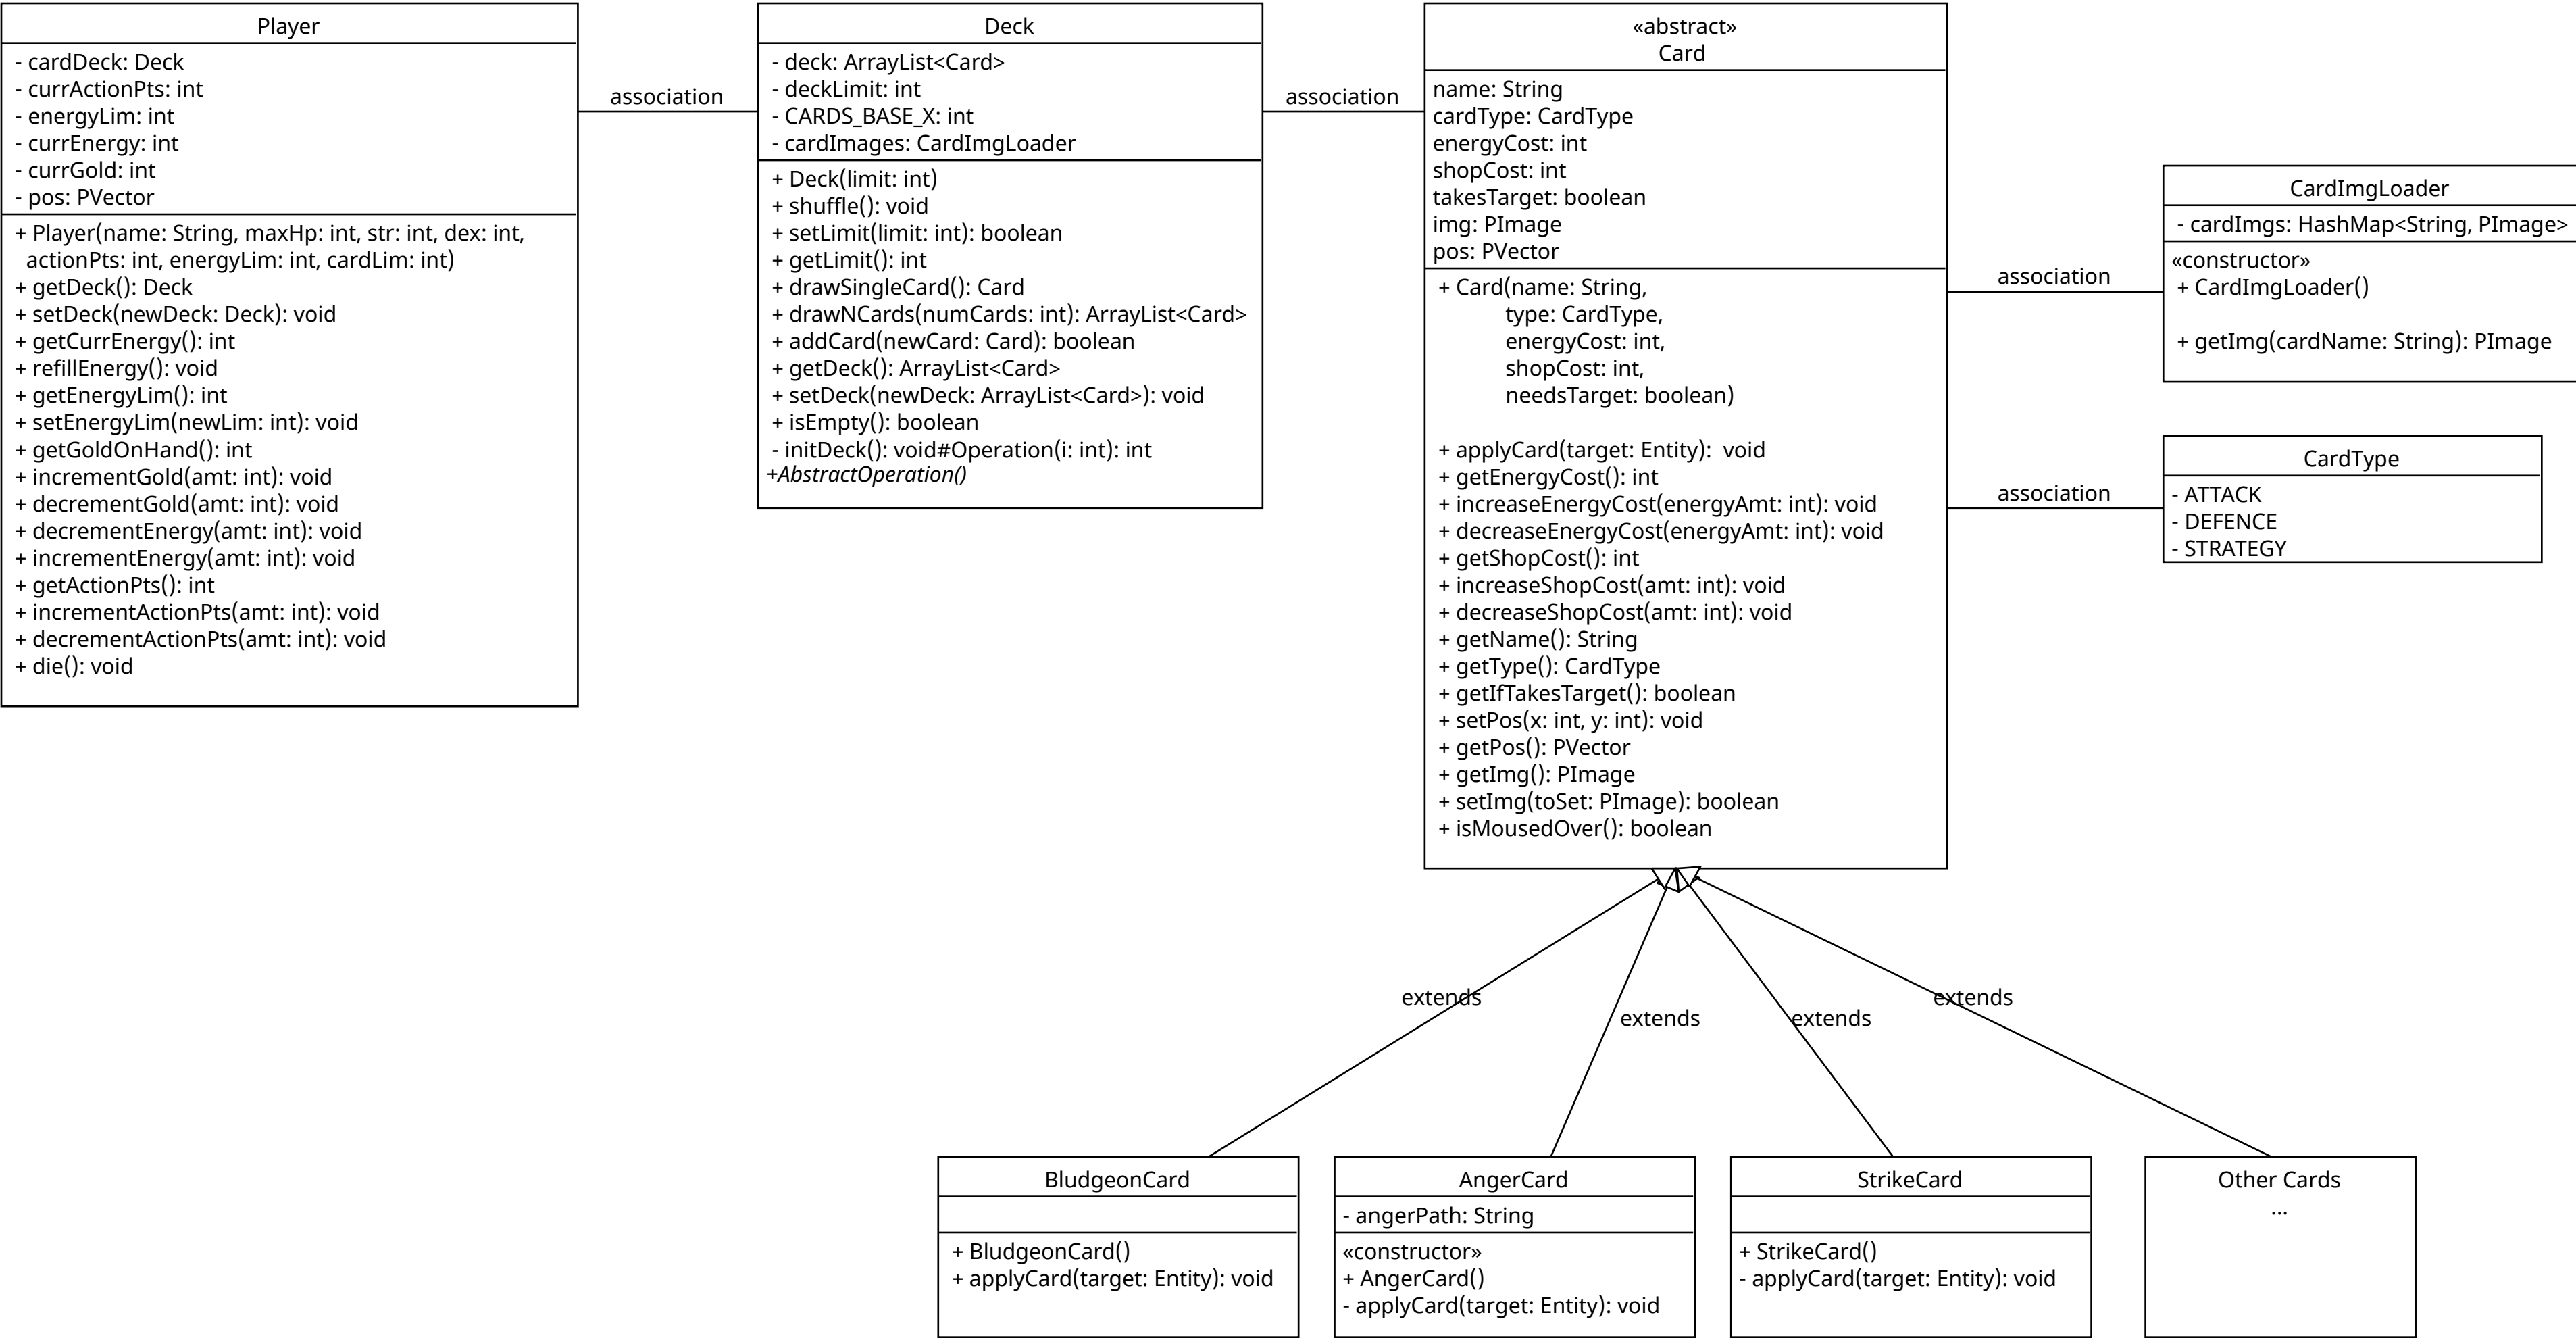 Player
- cardDeck: Deck
- currActionPts: int
- energyLim: int
- currEnergy: int
- currGold: int
- pos: PVector
+ Player(name: String, maxHp: int, str: int, dex: int,
actionPts: int, energyLim: int, cardLim: int)
+ getDeck(): Deck
+ setDeck(newDeck: Deck): void
+ getCurrEnergy(): int
+ refillEnergy(): void
+ getEnergyLim(): int
+ setEnergyLim(newLim: int): void
+ getGoldOnHand(): int
+ incrementGold(amt: int): void
+ decrementGold(amt: int): void
+ decrementEnergy(amt: int): void
+ incrementEnergy(amt: int): void
+ getActionPts(): int
+ incrementActionPts(amt: int): void
+ decrementActionPts(amt: int): void
+ die(): void
association
Deck
- deck: ArrayList<Card>
- deckLimit: int
- CARDS_BASE_X: int
- cardImages: CardImgLoader
+ Deck(limit: int)
+ shuffle(): void
+ setLimit(limit: int): boolean
+ getLimit(): int
+ drawSingleCard(): Card
+ drawNCards(numCards: int): ArrayList<Card>
+ addCard(newCard: Card): boolean
+ getDeck(): ArrayList<Card>
+ setDeck(newDeck: ArrayList<Card>): void
+ isEmpty(): boolean
- initDeck(): void#Operation(i: int): int
+AbstractOperation()
association
«abstract»
Card
name: String
cardType: CardType
energyCost: int
shopCost: int
takesTarget: boolean
img: PImage
pos: PVector
+ Card(name: String,
type: CardType,
energyCost: int,
shopCost: int,
needsTarget: boolean)
+ applyCard(target: Entity):  void
+ getEnergyCost(): int
+ increaseEnergyCost(energyAmt: int): void
+ decreaseEnergyCost(energyAmt: int): void
+ getShopCost(): int
+ increaseShopCost(amt: int): void
+ decreaseShopCost(amt: int): void
+ getName(): String
+ getType(): CardType
+ getIfTakesTarget(): boolean
+ setPos(x: int, y: int): void
+ getPos(): PVector
+ getImg(): PImage
+ setImg(toSet: PImage): boolean
+ isMousedOver(): boolean
association
CardImgLoader
- cardImgs: HashMap<String, PImage>
«constructor»
+ CardImgLoader()
+ getImg(cardName: String): PImage
association
CardType
- ATTACK
- DEFENCE
- STRATEGY
extends
extends
extends
extends
BludgeonCard
+ BludgeonCard()
+ applyCard(target: Entity): void
AngerCard
- angerPath: String
«constructor»
+ AngerCard()
- applyCard(target: Entity): void
StrikeCard
+ StrikeCard()
- applyCard(target: Entity): void
Other Cards
...